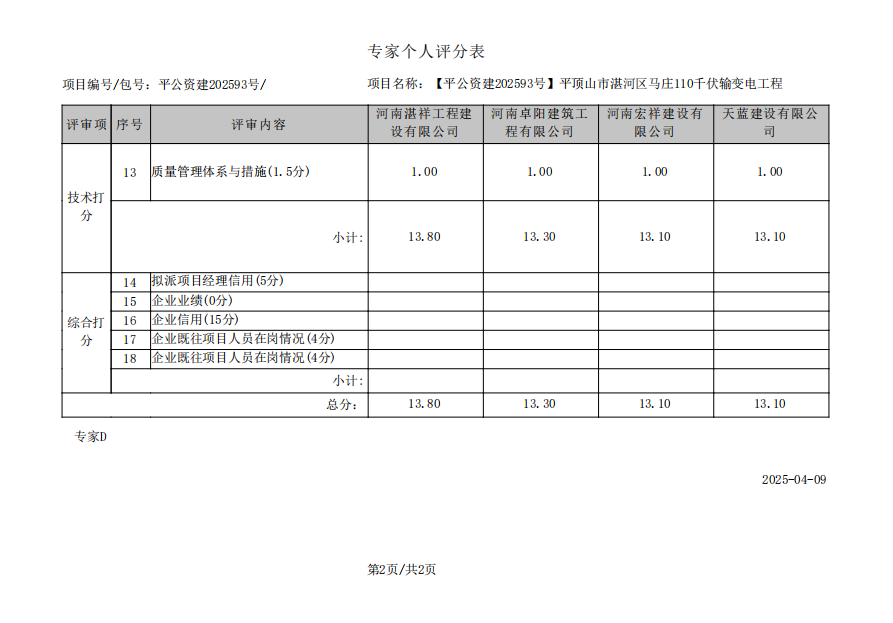 专家个人评分表
项目编号/包号: 平公资建202593号/ 项目名称: 【平公资建202593号】平顶山市湛河区马庄110千伏输变电工程
评审项 序号 评审内容 河南湛祥工程建设有限公司 河南卓阳建筑工程有限公司 河南宏祥建设有限公司 天蓝建设有限公司
技术打分
13 质量管理体系与措施(1.5分) 1.00 1.00 1.00 1.00
小计: 13.80 13.30 13.10 13.10
综合打分
14 拟派项目经理信用(5分)
15 企业业绩(0分)
16 企业信用(15分)
17 企业既往项目人员在岗情况(4分)
18 企业既往项目人员在岗情况(4分)
小计:
总分: 13.80 13.30 13.10 13.10
专家D
2025-04-09
第2页/共2页